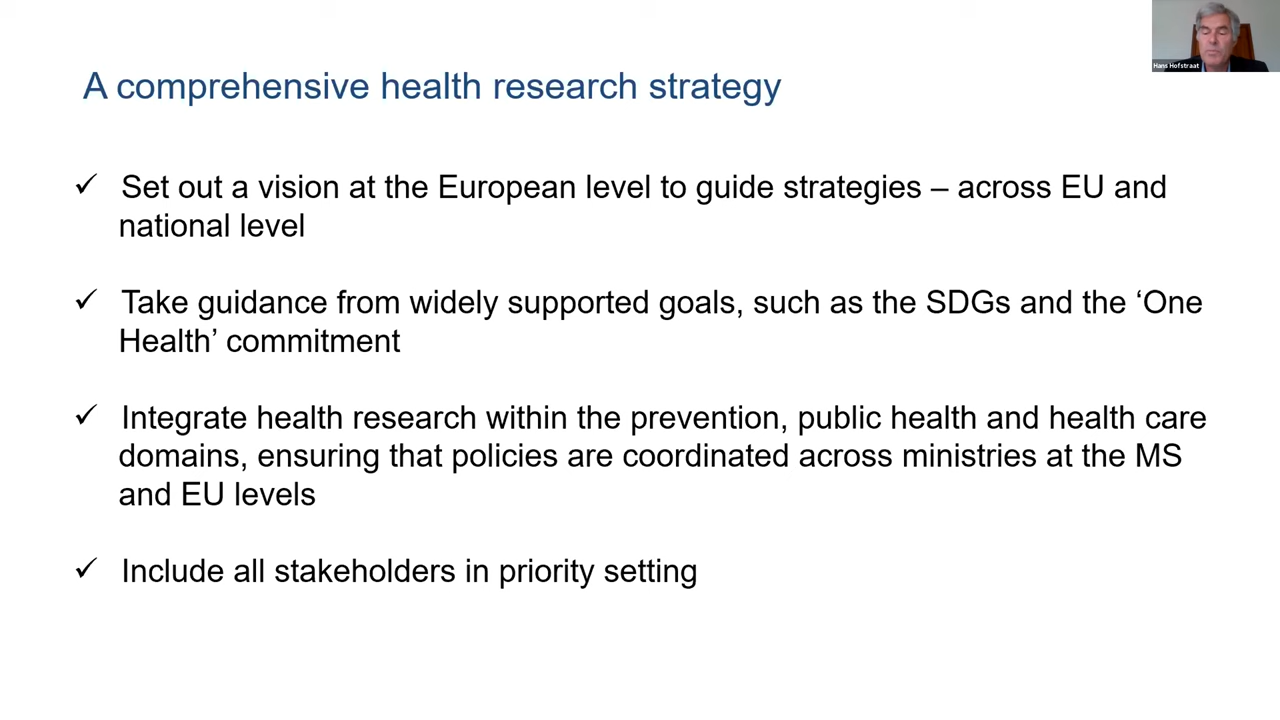 Hans Hofstraat
A comprehensive health research strategy
✓ Set out a vision at the European level to guide strategies – across EU and
national level
✓ Take guidance from widely supported goals, such as the SDGs and the ‘One
Health’ commitment
✓ Integrate health research within the prevention, public health and health care
domains, ensuring that policies are coordinated across ministries at the MS
and EU levels
✓ Include all stakeholders in priority setting